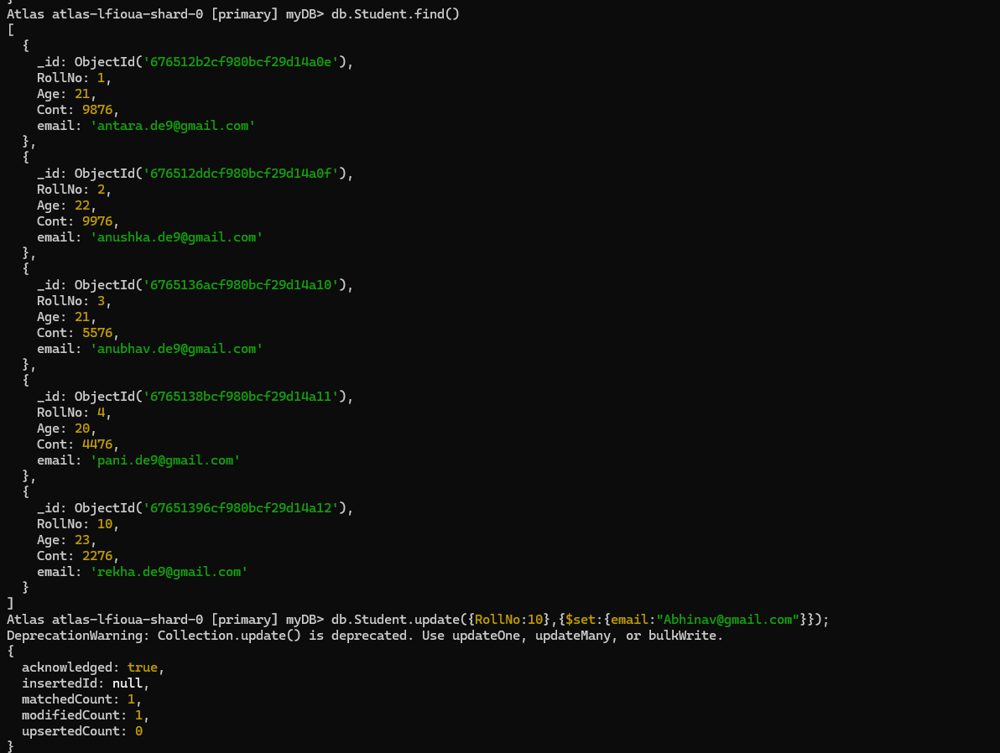 Atlas atlas-lfioua-shard-0 [primary] myDB> db.Student.find()
[
  {
    _id: ObjectId('676512b2cf980bcf29d14a0e'),
    RollNo: 1,
    Age: 21,
    Cont: 9876,
    email: 'antara.de9@gmail.com'
  },
  {
    _id: ObjectId('676512ddcf980bcf29d14a0f'),
    RollNo: 2,
    Age: 22,
    Cont: 9976,
    email: 'anushka.de9@gmail.com'
  },
  {
    _id: ObjectId('6765136acf980bcf29d14a10'),
    RollNo: 3,
    Age: 21,
    Cont: 5576,
    email: 'anubhav.de9@gmail.com'
  },
  {
    _id: ObjectId('6765138bcf980bcf29d14a11'),
    RollNo: 4,
    Age: 20,
    Cont: 4476,
    email: 'pani.de9@gmail.com'
  },
  {
    _id: ObjectId('67651396cf980bcf29d14a12'),
    RollNo: 10,
    Age: 23,
    Cont: 2276,
    email: 'rekha.de9@gmail.com'
  }
]
Atlas atlas-lfioua-shard-0 [primary] myDB> db.Student.update({RollNo:10},{$set:{email:"Abhinav@gmail.com"}});
DeprecationWarning: Collection.update() is deprecated. Use updateOne, updateMany, or bulkWrite.
{
  acknowledged: true,
  insertedId: null,
  matchedCount: 1,
  modifiedCount: 1,
  upsertedCount: 0
}